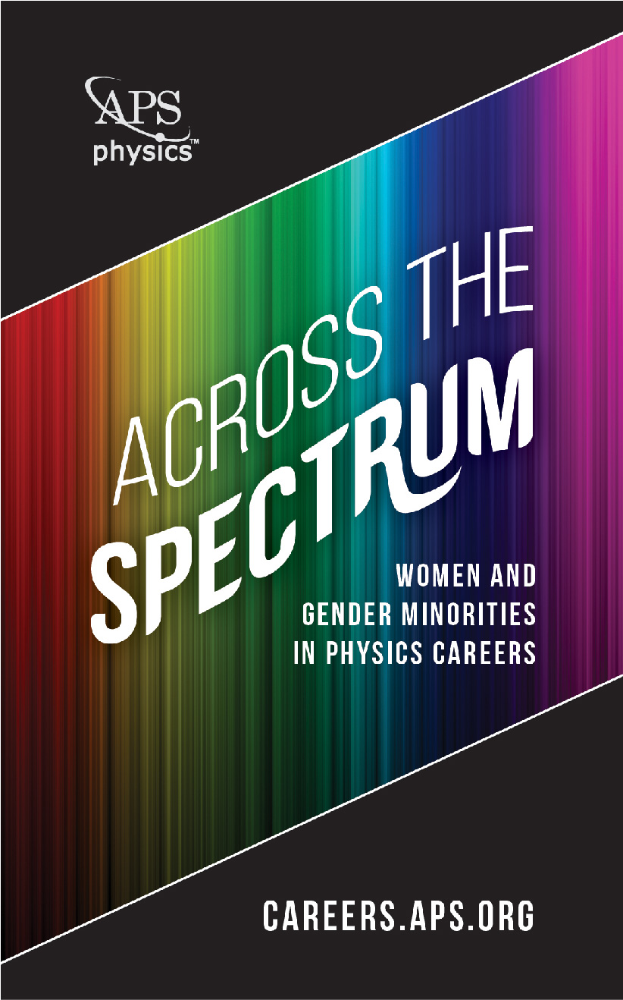 APS
physics™
ACROSS THE
SPECTRUM
WOMEN AND
GENDER MINORITIES
IN PHYSICS CAREERS
CAREERS.APS.ORG